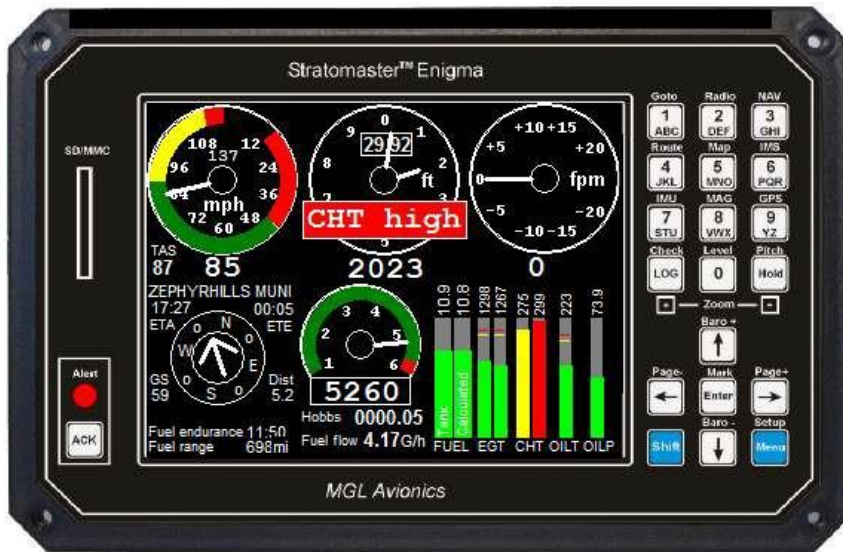 Stratomaster™ Enigma
SD/MMC
108
12
137
96
24
84
36
mph
72
60
48
TAS
87
85
0
9
1
29.92
8
2
ft
7
3
CHT high
5
2023
+10 +15
+5
+20
0
fpm
-5
-20
-10 -15
0
ZEPHYRHILLS MUNI
17:27
00:05
ETA
ETE
N
W
E
S
GS
59
Dist
5.2
Fuel endurance 11:50
Fuel range 698mi
1
2
3
4
5
6
5260
Hobbs 0000.05
Fuel flow 4.17G/h
10.9
10.8
1298
1267
275
299
223
73.9
Tank
Calculated
FUEL EGT CHT OILT OILP
Goto Radio NAV
1 2 3
ABC DEF GHI
Route Map IMS
4 5 6
JKL MNO PQR
IMU MAG GPS
7 8 9
STU VWX YZ
Check Level Pitch
LOG 0 Hold
Zoom
Baro +
Page- Mark Page+
Enter
Baro - Setup
Shift Menu
Alert
ACK
MGL Avionics